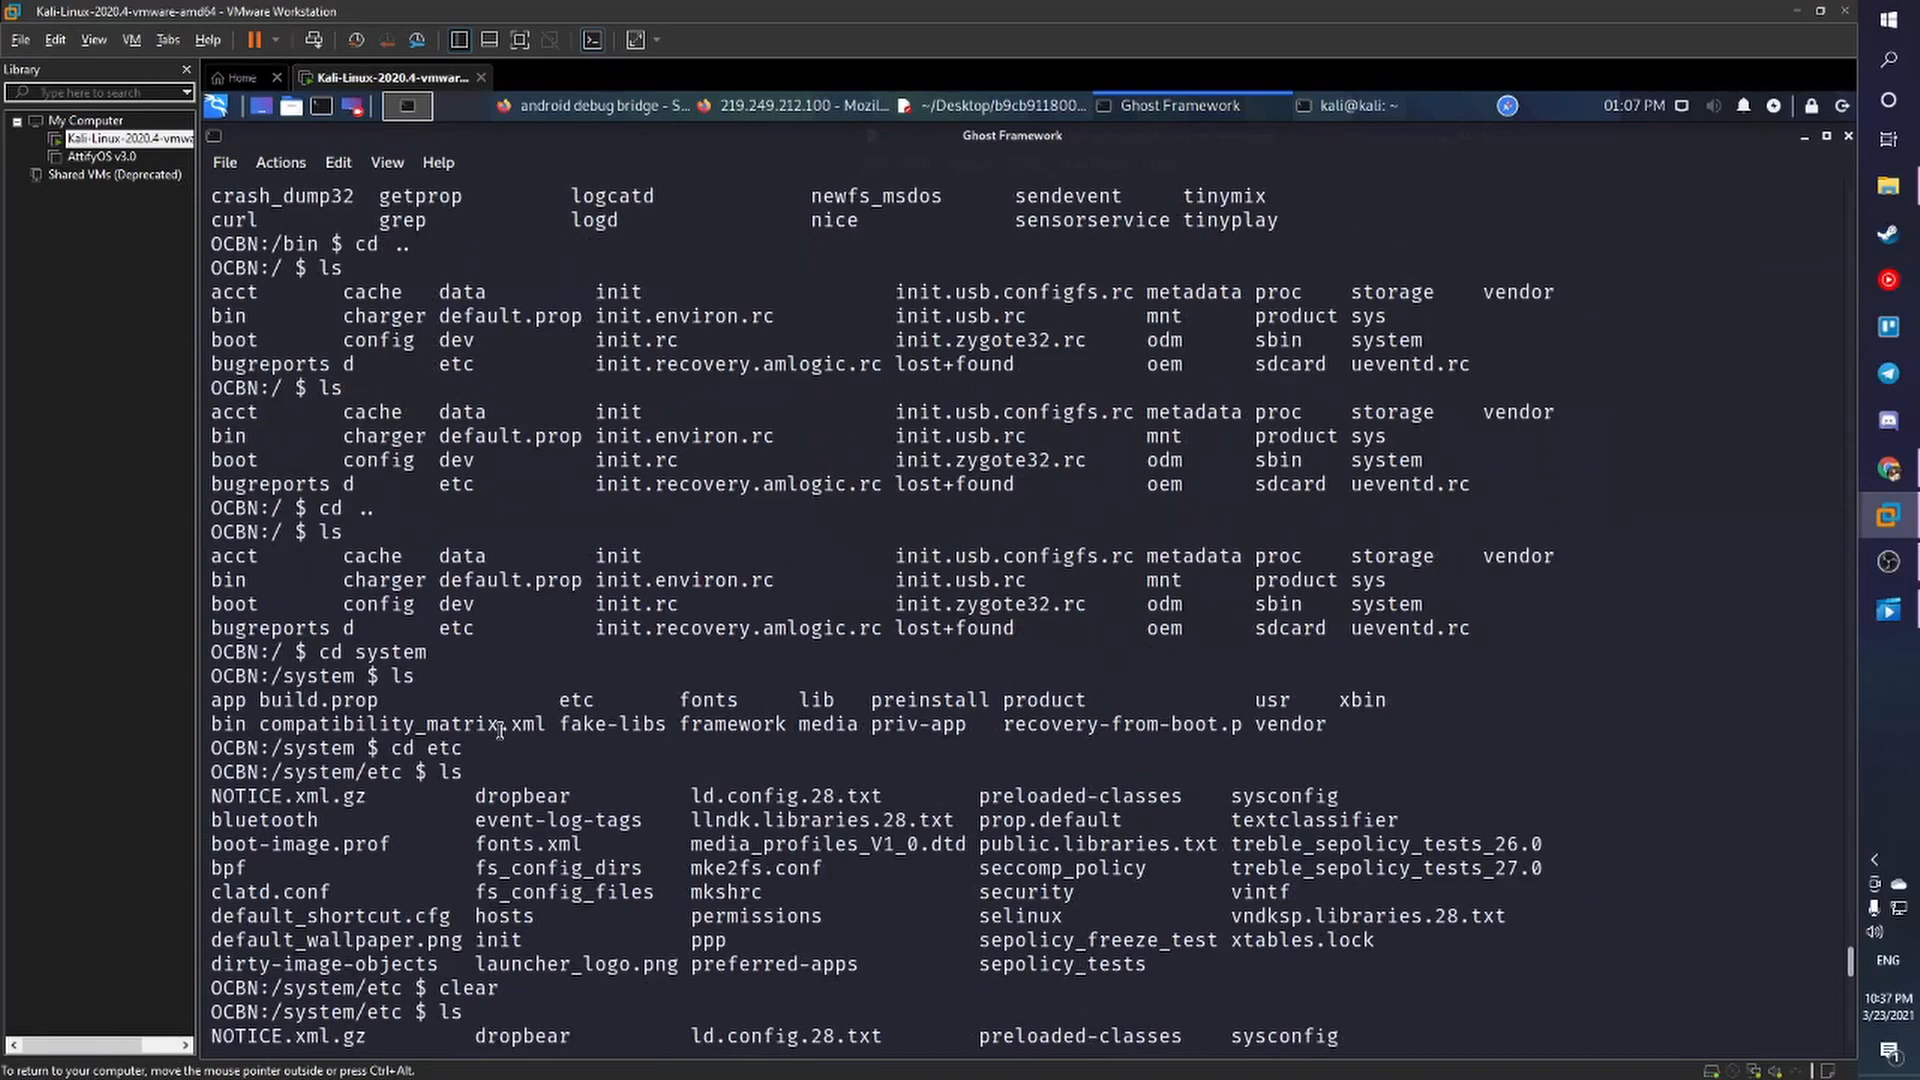 Kali-Linux-2020.4-vmware-amd64 - VMware Workstation
File Edit View VM Tabs Help
Library
Type here to search
Home
Kali-Linux-2020.4-vmwar...
My Computer
Kali-Linux-2020.4-vmwa
AttifyOS v3.0
Shared VMs (Deprecated)
android debug bridge - S...
219.249.212.100 - Mozil...
~/Desktop/b9cb911800...
Ghost Framework
kali@kali: ~
01:07 PM
Ghost Framework
File Actions Edit View Help
crash_dump32 getprop logcatd newfs_msdos sendevent tinymix
curl grep logd nice sensorservice tinyplay
OCBN:/bin $ cd ..
OCBN:/ $ ls
acct cache data init init.usb.configfs.rc metadata proc storage vendor
bin charger default.prop init.environ.rc init.usb.rc mnt product sys
boot config dev init.rc init.zygote32.rc odm sbin system
bugreports d etc init.recovery.amlogic.rc lost+found oem sdcard ueventd.rc
OCBN:/ $ ls
acct cache data init init.usb.configfs.rc metadata proc storage vendor
bin charger default.prop init.environ.rc init.usb.rc mnt product sys
boot config dev init.rc init.zygote32.rc odm sbin system
bugreports d etc init.recovery.amlogic.rc lost+found oem sdcard ueventd.rc
OCBN:/ $ cd ..
OCBN:/ $ ls
acct cache data init init.usb.configfs.rc metadata proc storage vendor
bin charger default.prop init.environ.rc init.usb.rc mnt product sys
boot config dev init.rc init.zygote32.rc odm sbin system
bugreports d etc init.recovery.amlogic.rc lost+found oem sdcard ueventd.rc
OCBN:/ $ cd system
OCBN:/system $ ls
app build.prop etc fonts lib preinstall product usr xbin
bin compatibility_matrix.xml fake-libs framework media priv-app recovery-from-boot.p vendor
OCBN:/system $ cd etc
OCBN:/system/etc $ ls
NOTICE.xml.gz dropbear ld.config.28.txt preloaded-classes sysconfig
bluetooth event-log-tags llndk.libraries.28.txt prop.default textclassifier
boot-image.prof fonts.xml media_profiles_V1_0.dtd public.libraries.txt treble_sepolicy_tests_26.0
bpf fs_config_dirs mke2fs.conf seccomp_policy treble_sepolicy_tests_27.0
clatd.conf fs_config_files mkshrc security vintf
default_shortcut.cfg hosts permissions selinux vndksp.libraries.28.txt
default_wallpaper.png init ppp sepolicy_freeze_test xtables.lock
dirty-image-objects launcher_logo.png preferred-apps sepolicy_tests
OCBN:/system/etc $ clear
OCBN:/system/etc $ ls
NOTICE.xml.gz dropbear ld.config.28.txt preloaded-classes sysconfig
ENG
10:37 PM
3/23/2021
1
To return to your computer, move the mouse pointer outside or press Ctrl+Alt.